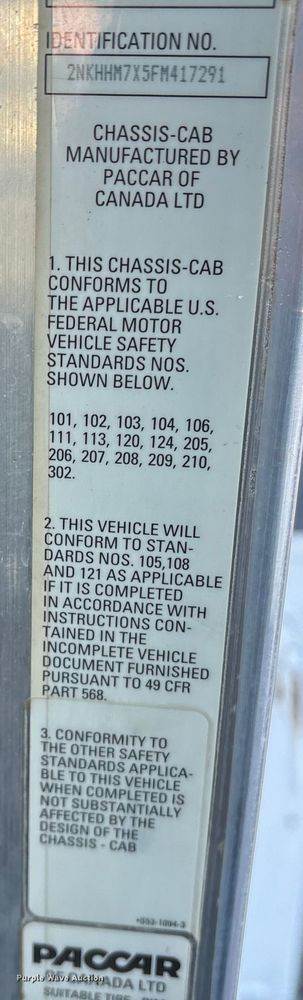 IDENTIFICATION NO.
2NKHHM7X5FM417291
CHASSIS-CAB
MANUFACTURED BY
PACCAR OF
CANADA LTD
1. THIS CHASSIS-CAB
CONFORMS TO
THE APPLICABLE U.S.
FEDERAL MOTOR
VEHICLE SAFETY
STANDARDS NOS.
SHOWN BELOW.
101, 102, 103, 104, 106,
111, 113, 120, 124, 205,
206, 207, 208, 209, 210,
302.
2. THIS VEHICLE WILL
CONFORM TO STAN-
DARDS NOS. 105,108
AND 121 AS APPLICABLE
IF IT IS COMPLETED
IN ACCORDANCE WITH
INSTRUCTIONS CON-
TAINED IN THE
INCOMPLETE VEHICLE
DOCUMENT FURNISHED
PURSUANT TO 49 CFR
PART 568.
3. CONFORMITY TO
THE OTHER SAFETY
STANDARDS APPLICA-
BLE TO THIS VEHICLE
WHEN COMPLETED IS
NOT SUBSTANTIALLY
AFFECTED BY THE
DESIGN OF THE
CHASSIS - CAB
PACCAR
Purple Wave Auction
CANADA LTD
SUITABLE TIRE